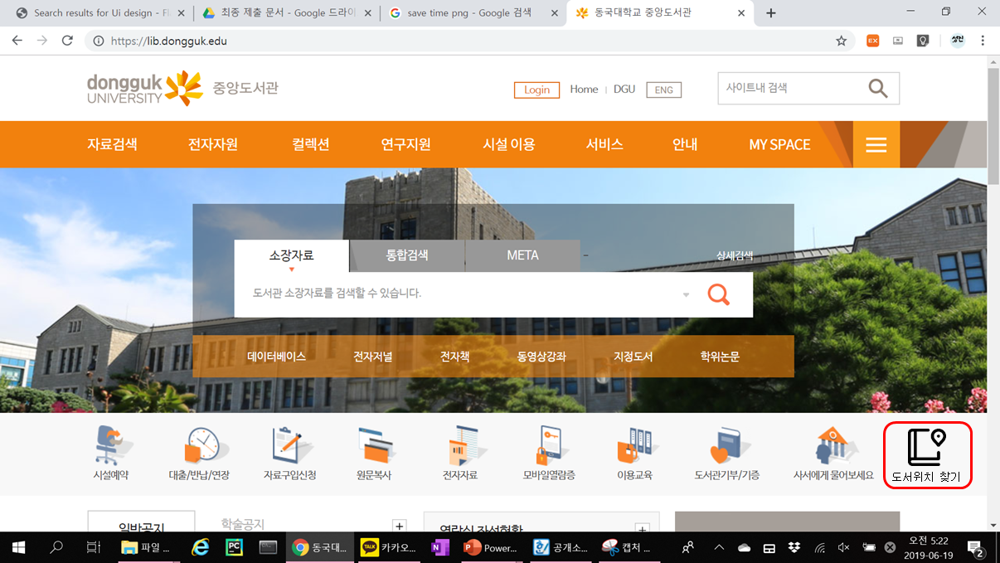 Search results for Ui design - Fl
최종 제출 문서 - Google 드라이
save time png - Google 검색
동국대학교 중앙도서관
https://lib.dongguk.edu
EX
dongguk
UNIVERSITY
중앙도서관
Login
Home
DGU
ENG
사이트내 검색
자료검색
전자자원
컬렉션
연구지원
시설 이용
서비스
안내
MY SPACE
소장자료
통합검색
META
상세검색
도서관 소장자료를 검색할 수 있습니다.
데이터베이스
전자저널
전자책
동영상강좌
지정도서
학위논문
시설예약
대출/반납/연장
자료구입신청
원문복사
전자자료
모바일열람증
이용교육
도서관기부/기증
사서에게 물어보세요
도서위치 찾기
일반공지
학술공지
열람실 좌석현황
파일 ...
PC
동국대...
TALK
카카오...
N
P
Power...
공개소...
캡처 ...
오전 5:22
2019-06-19
2